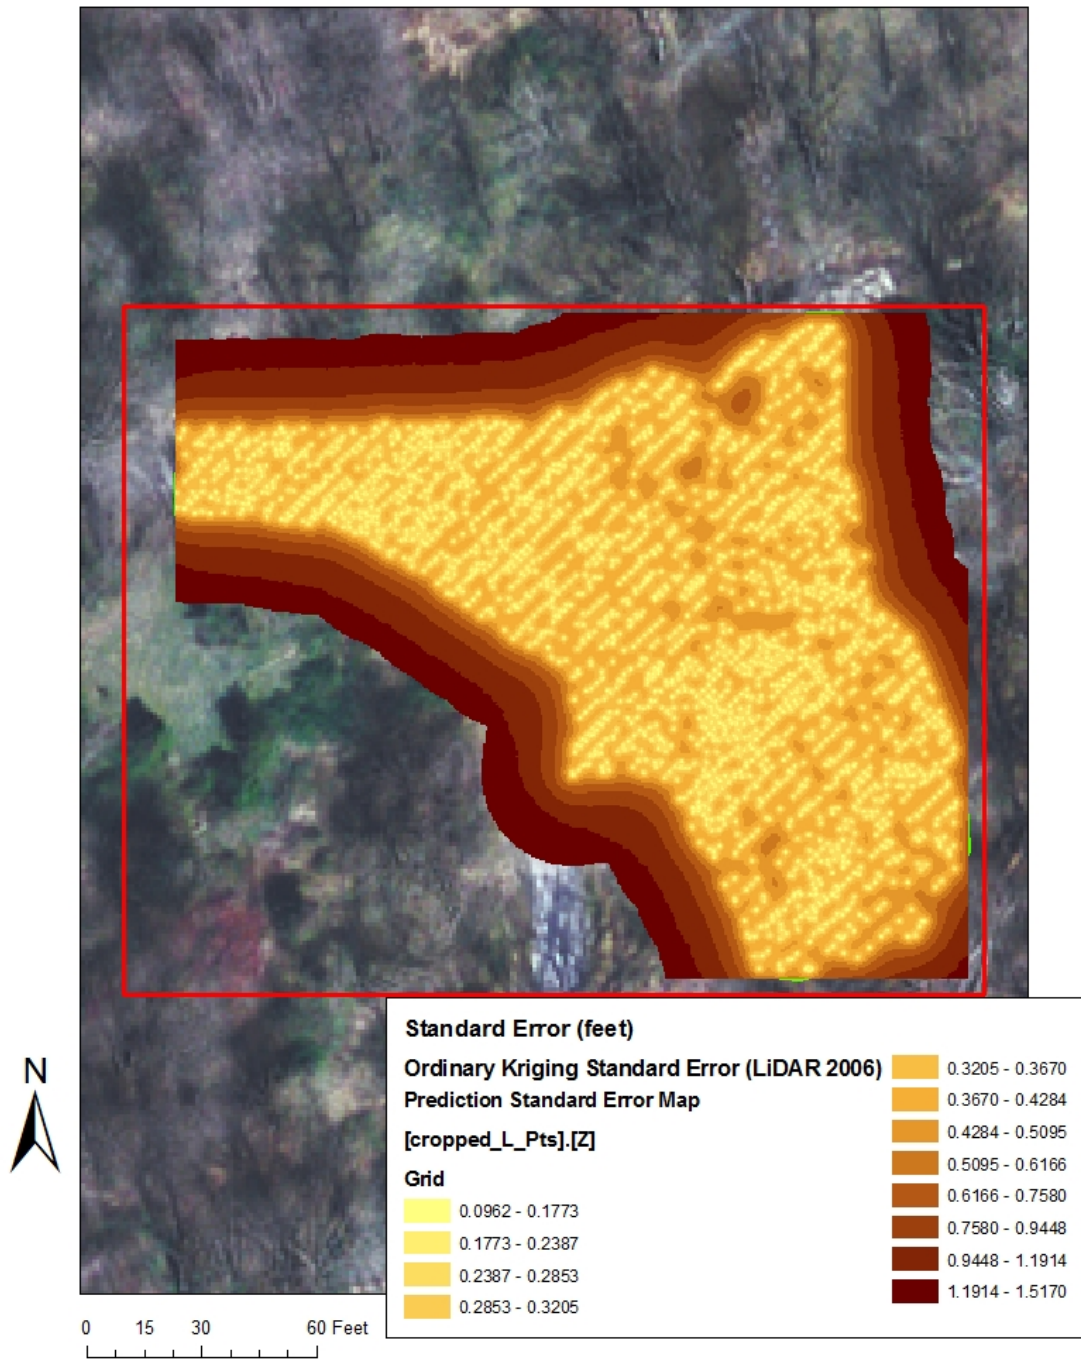 N
0 15 30 60 Feet
Standard Error (feet)
Ordinary Kriging Standard Error (LiDAR 2006)
Prediction Standard Error Map
[cropped_L_Pts].[Z]
Grid
0.0962 - 0.1773
0.1773 - 0.2387
0.2387 - 0.2853
0.2853 - 0.3205
0.3205 - 0.3670
0.3670 - 0.4284
0.4284 - 0.5095
0.5095 - 0.6166
0.6166 - 0.7580
0.7580 - 0.9448
0.9448 - 1.1914
1.1914 - 1.5170